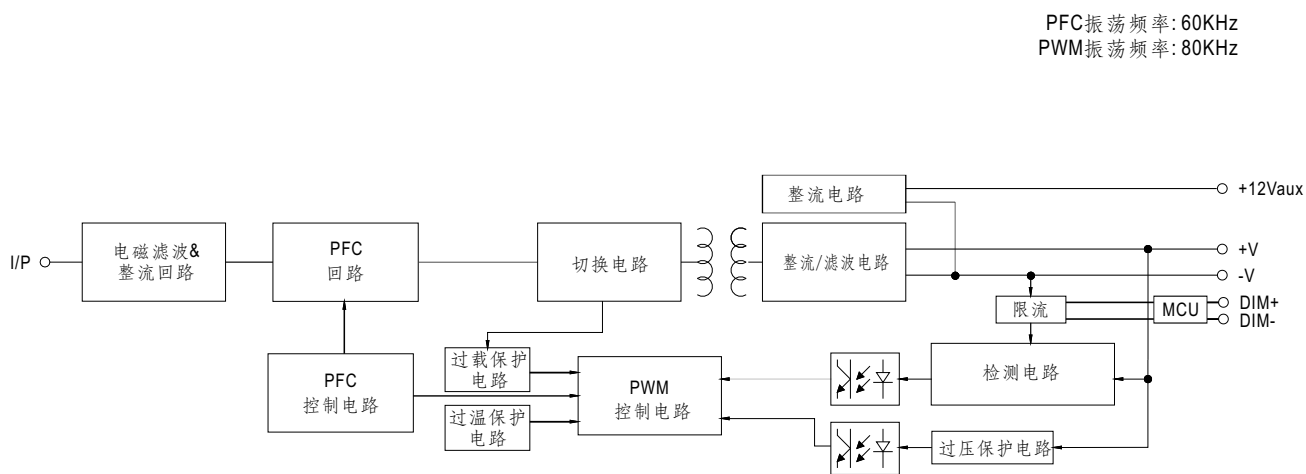 PFC振荡频率: 60KHz
PWM振荡频率: 80KHz
整流电路
+12Vaux
I/P
电磁滤波&
整流回路
PFC
回路
切换电路
整流/滤波电路
+V
-V
限流
MCU
DIM+
DIM-
PFC
控制电路
过载保护
电路
过温保护
电路
PWM
控制电路
检测电路
过压保护电路